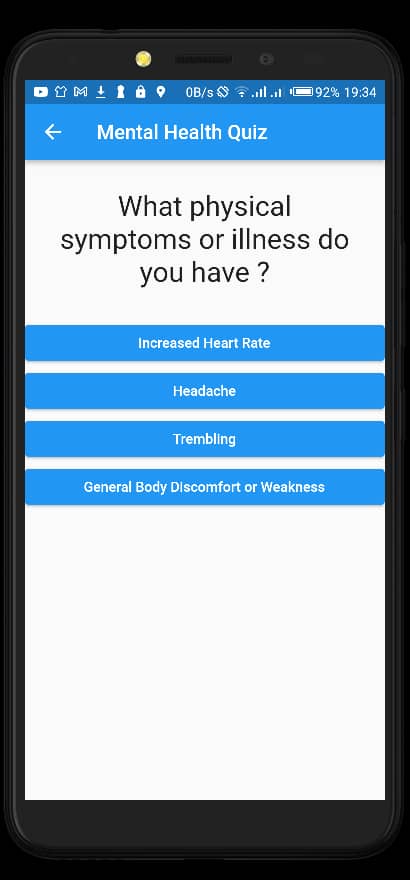 0B/s 92% 19:34
Mental Health Quiz
What physical
symptoms or illness do
you have ?
Increased Heart Rate
Headache
Trembling
General Body Discomfort or Weakness